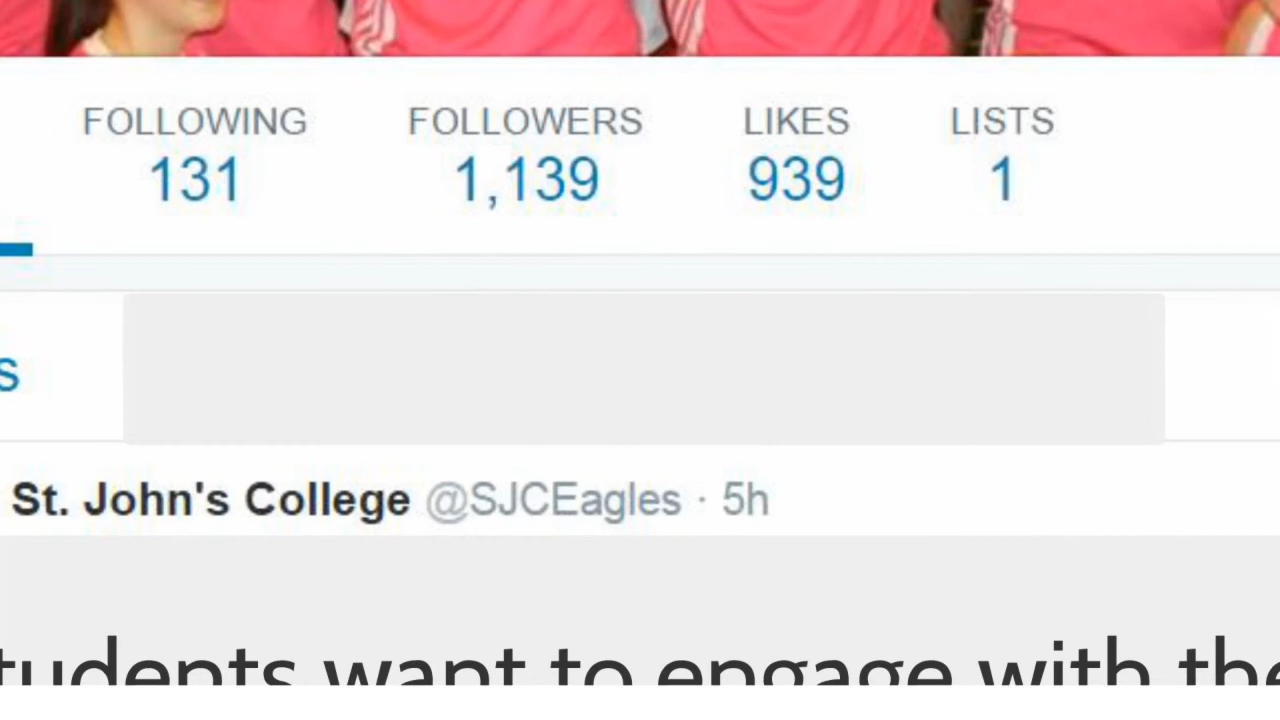 FOLLOWING FOLLOWERS LIKES LISTS
131 1,139 939 1
s
St. John's College @SJCEagles · 5h
tudents want to engage with the